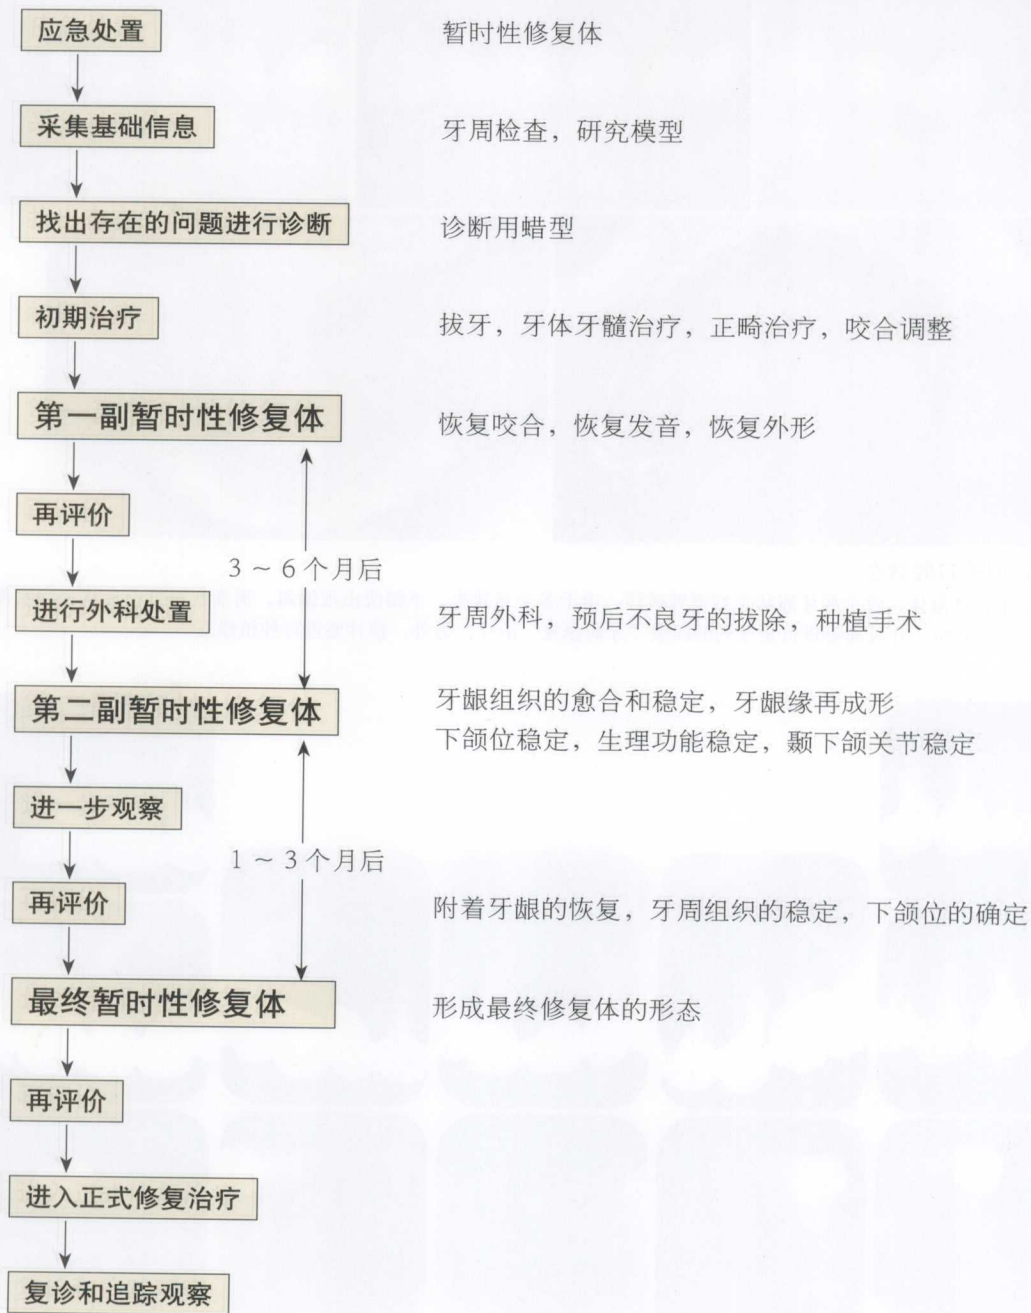 应急处置
暂时性修复体
采集基础信息
牙周检查，研究模型
找出存在的问题进行诊断
诊断用蜡型
初期治疗
拔牙，牙体牙髓治疗，正畸治疗，咬合调整
第一副暂时性修复体
恢复咬合，恢复发音，恢复外形
再评价
3～6个月后
进行外科处置
牙周外科，预后不良牙的拔除，种植手术
第二副暂时性修复体
牙龈组织的愈合和稳定，牙龈缘再成形
下颌位稳定，生理功能稳定，颞下颌关节稳定
进一步观察
1～3个月后
再评价
附着牙龈的恢复，牙周组织的稳定，下颌位的确定
最终暂时性修复体
形成最终修复体的形态
再评价
进入正式修复治疗
复诊和追踪观察